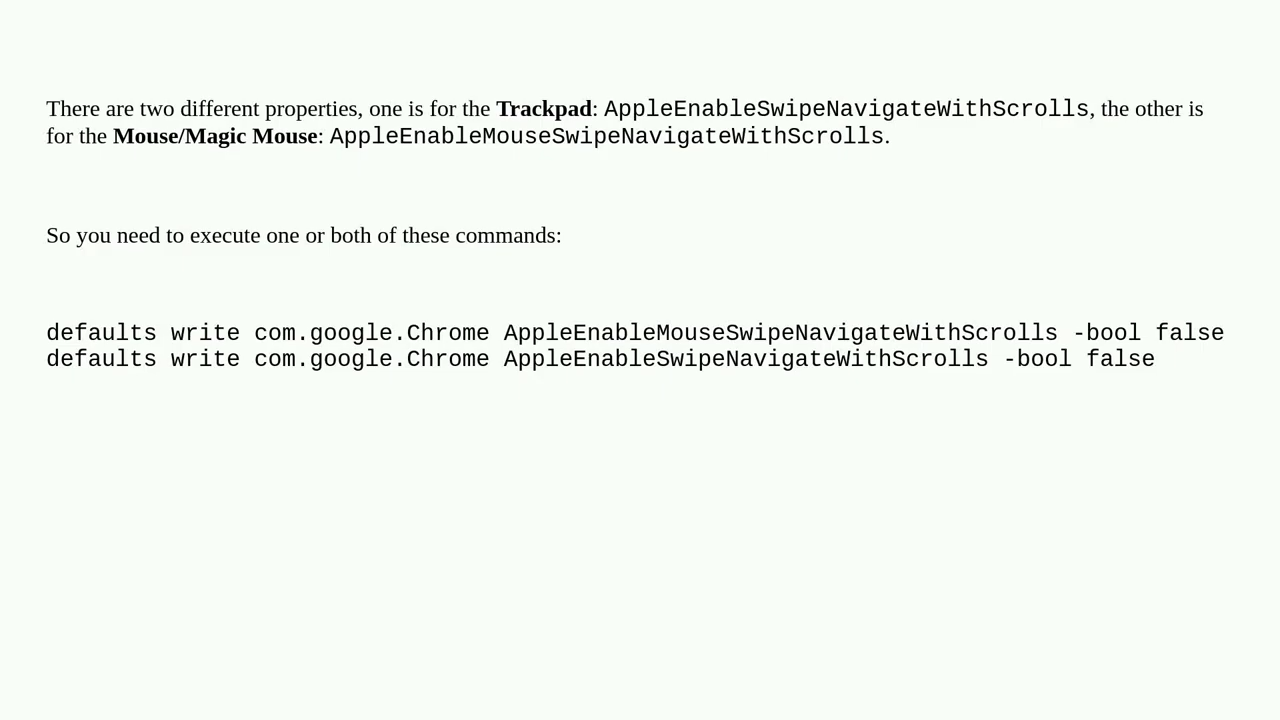 There are two different properties, one is for the Trackpad: AppleEnableSwipeNavigateWithScrolls, the other is
for the Mouse/Magic Mouse: AppleEnableMouseSwipeNavigateWithScrolls.
So you need to execute one or both of these commands:
defaults write com.google.Chrome AppleEnableMouseSwipeNavigateWithScrolls -bool false
defaults write com.google.Chrome AppleEnableSwipeNavigateWithScrolls -bool false